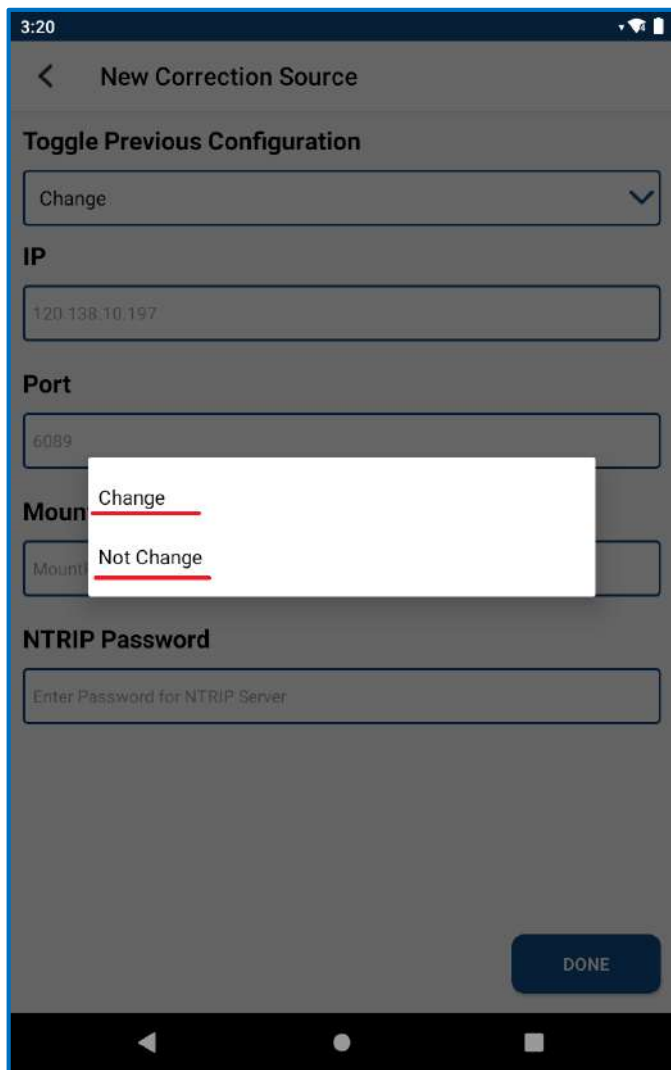 3:20
New Correction Source
Toggle Previous Configuration
Change
IP
120.138.10.197
Port
6089
Change
Moun
Not Change
Mount
NTRIP Password
Enter Password for NTRIP Server
DONE